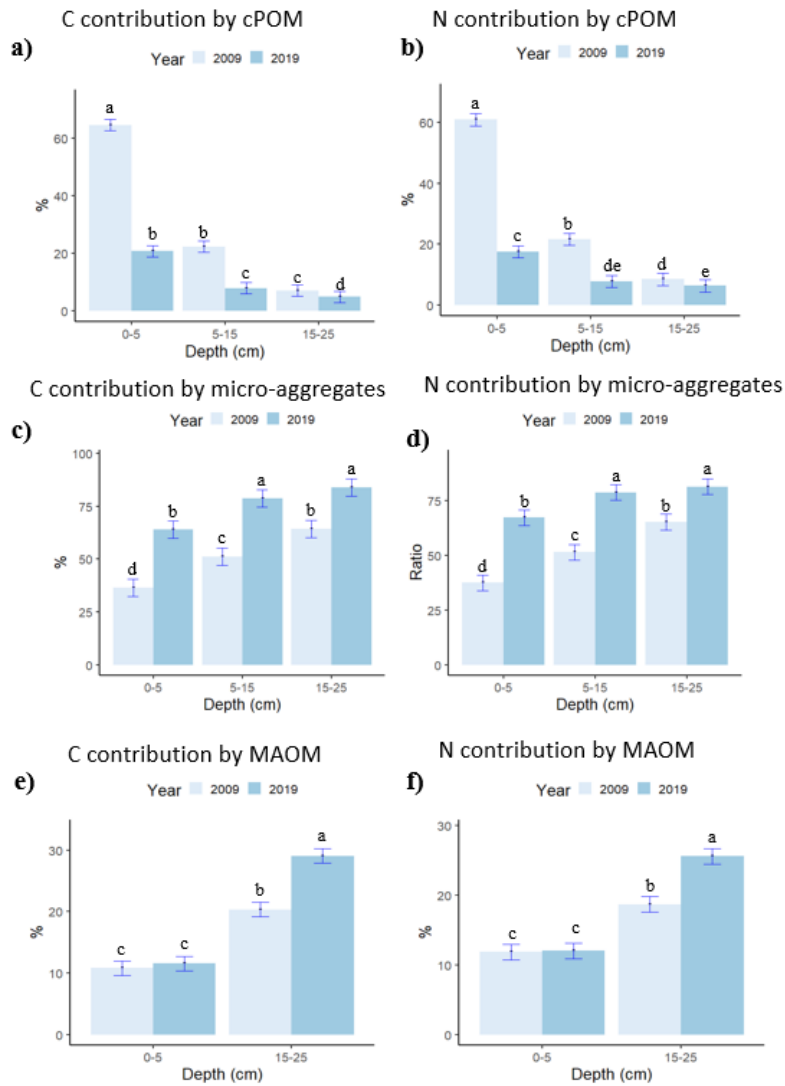 C contribution by cPOM
a)
Year 2009 2019
a
b b
c c d
60
40
20
0
%
0-5 5-15 15-25
Depth (cm)
N contribution by cPOM
b)
Year 2009 2019
a
c b
de d e
60
40
20
0
%
0-5 5-15 15-25
Depth (cm)
C contribution by micro-aggregates
c)
Year 2009 2019
d b c a b a
100
75
50
25
0
%
0-5 5-15 15-25
Depth (cm)
N contribution by micro-aggregates
d)
Year 2009 2019
d b c a b a
75
50
25
0
Ratio
0-5 5-15 15-25
Depth (cm)
C contribution by MAOM
e)
Year 2009 2019
c c b a
30
20
10
0
%
0-5 15-25
Depth (cm)
N contribution by MAOM
f)
Year 2009 2019
c c b a
30
20
10
0
%
0-5 15-25
Depth (cm)